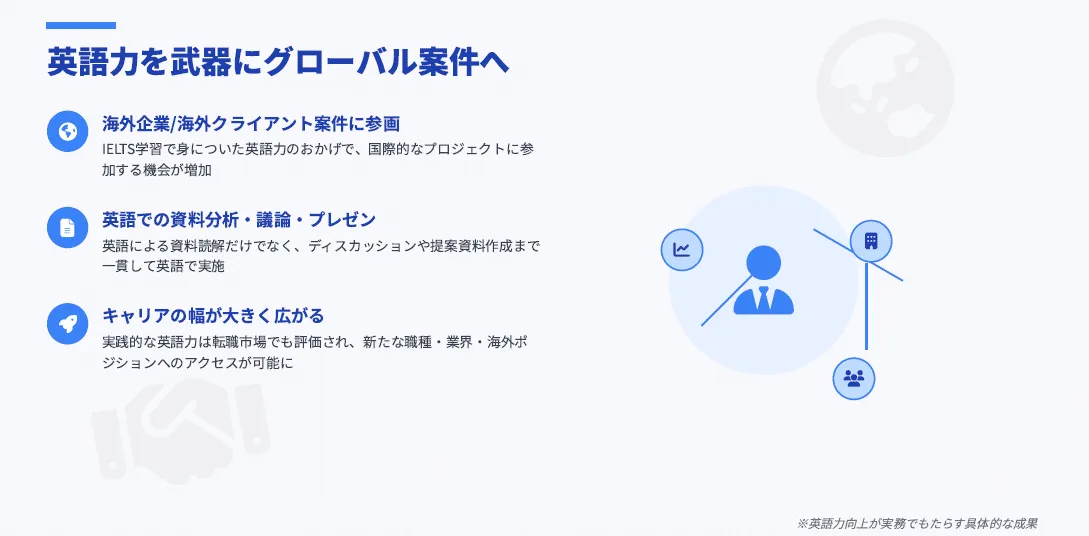 英語力を武器にグローバル案件へ
海外企業/海外クライアント案件に参画
IELTS学習で身についた英語力のおかげで、国際的なプロジェクトに参
加する機会が増加
英語での資料分析・議論・プレゼン
英語による資料読解だけでなく、ディスカッションや提案資料作成まで
一貫して英語で実施
キャリアの幅が大きく広がる
実践的な英語力は転職市場でも評価され、新たな職種・業界・海外ポ
ジションへのアクセスが可能に
※英語力向上が実務でもたらす具体的な成果